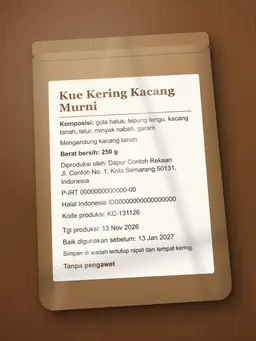 Kue Kering Kacang
Murni
Komposisi: gula halus, tepung terigu, kacang
tanah, telur, minyak nabati, garam.
Mengandung kacang tanah.
Berat bersih: 250 g
Diproduksi oleh: Dapur Contoh Rekaan
Jl. Contoh No. 1, Kota Semarang 50131,
Indonesia
P-IRT 0000000000000-00
Halal Indonesia ID00000000000000000
Kode produksi: KC-131126
Tgl produksi: 13 Nov 2026
Baik digunakan sebelum: 13 Jan 2027
Simpan di wadah tertutup rapat dan tempat kering.
Tanpa pengawet